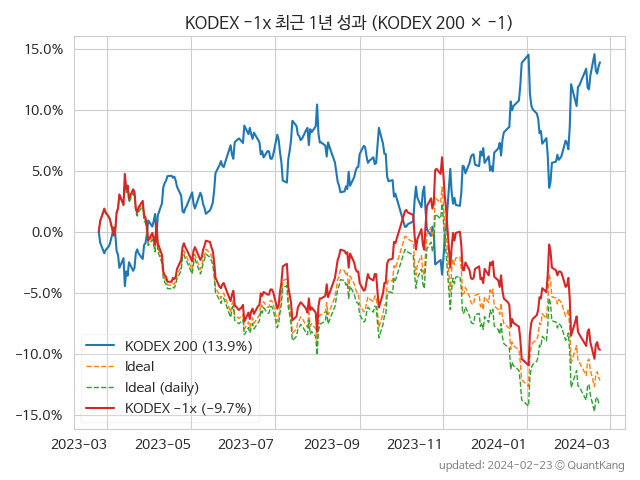 KODEX −1x 최근 1년 성과 (KODEX 200 × −1)
15.0%
10.0%
5.0%
0.0%
−5.0%
−10.0%
−15.0%
KODEX 200 (13.9%)
Ideal
Ideal (daily)
KODEX −1x (−9.7%)
2023-03 2023-05 2023-07 2023-09 2023-11 2024-01 2024-03
updated: 2024-02-23 © QuantKang